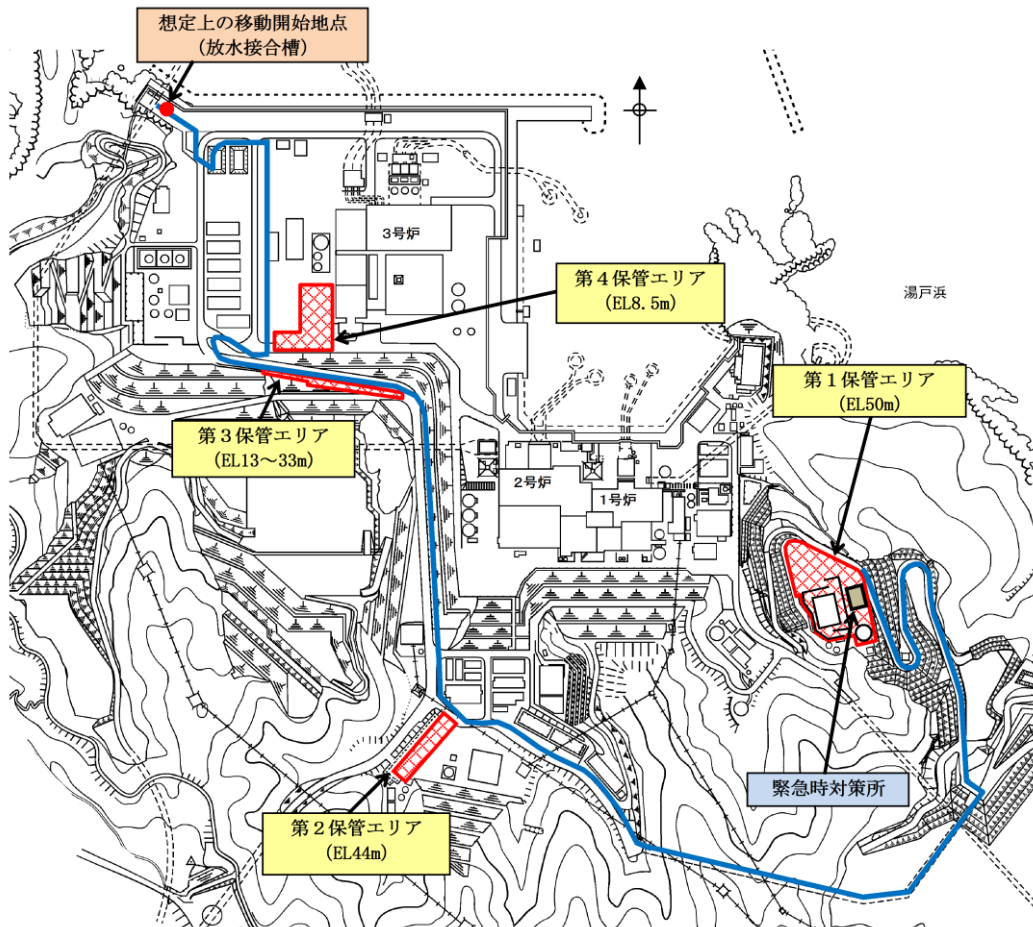 想定上の移動開始地点
(放水接合槽)
3号炉
第4保管エリア
(EL8.5m)
湯戸浜
第1保管エリア
(EL50m)
第3保管エリア
(EL13～33m)
2号炉
1号炉
緊急時対策所
第2保管エリア
(EL44m)